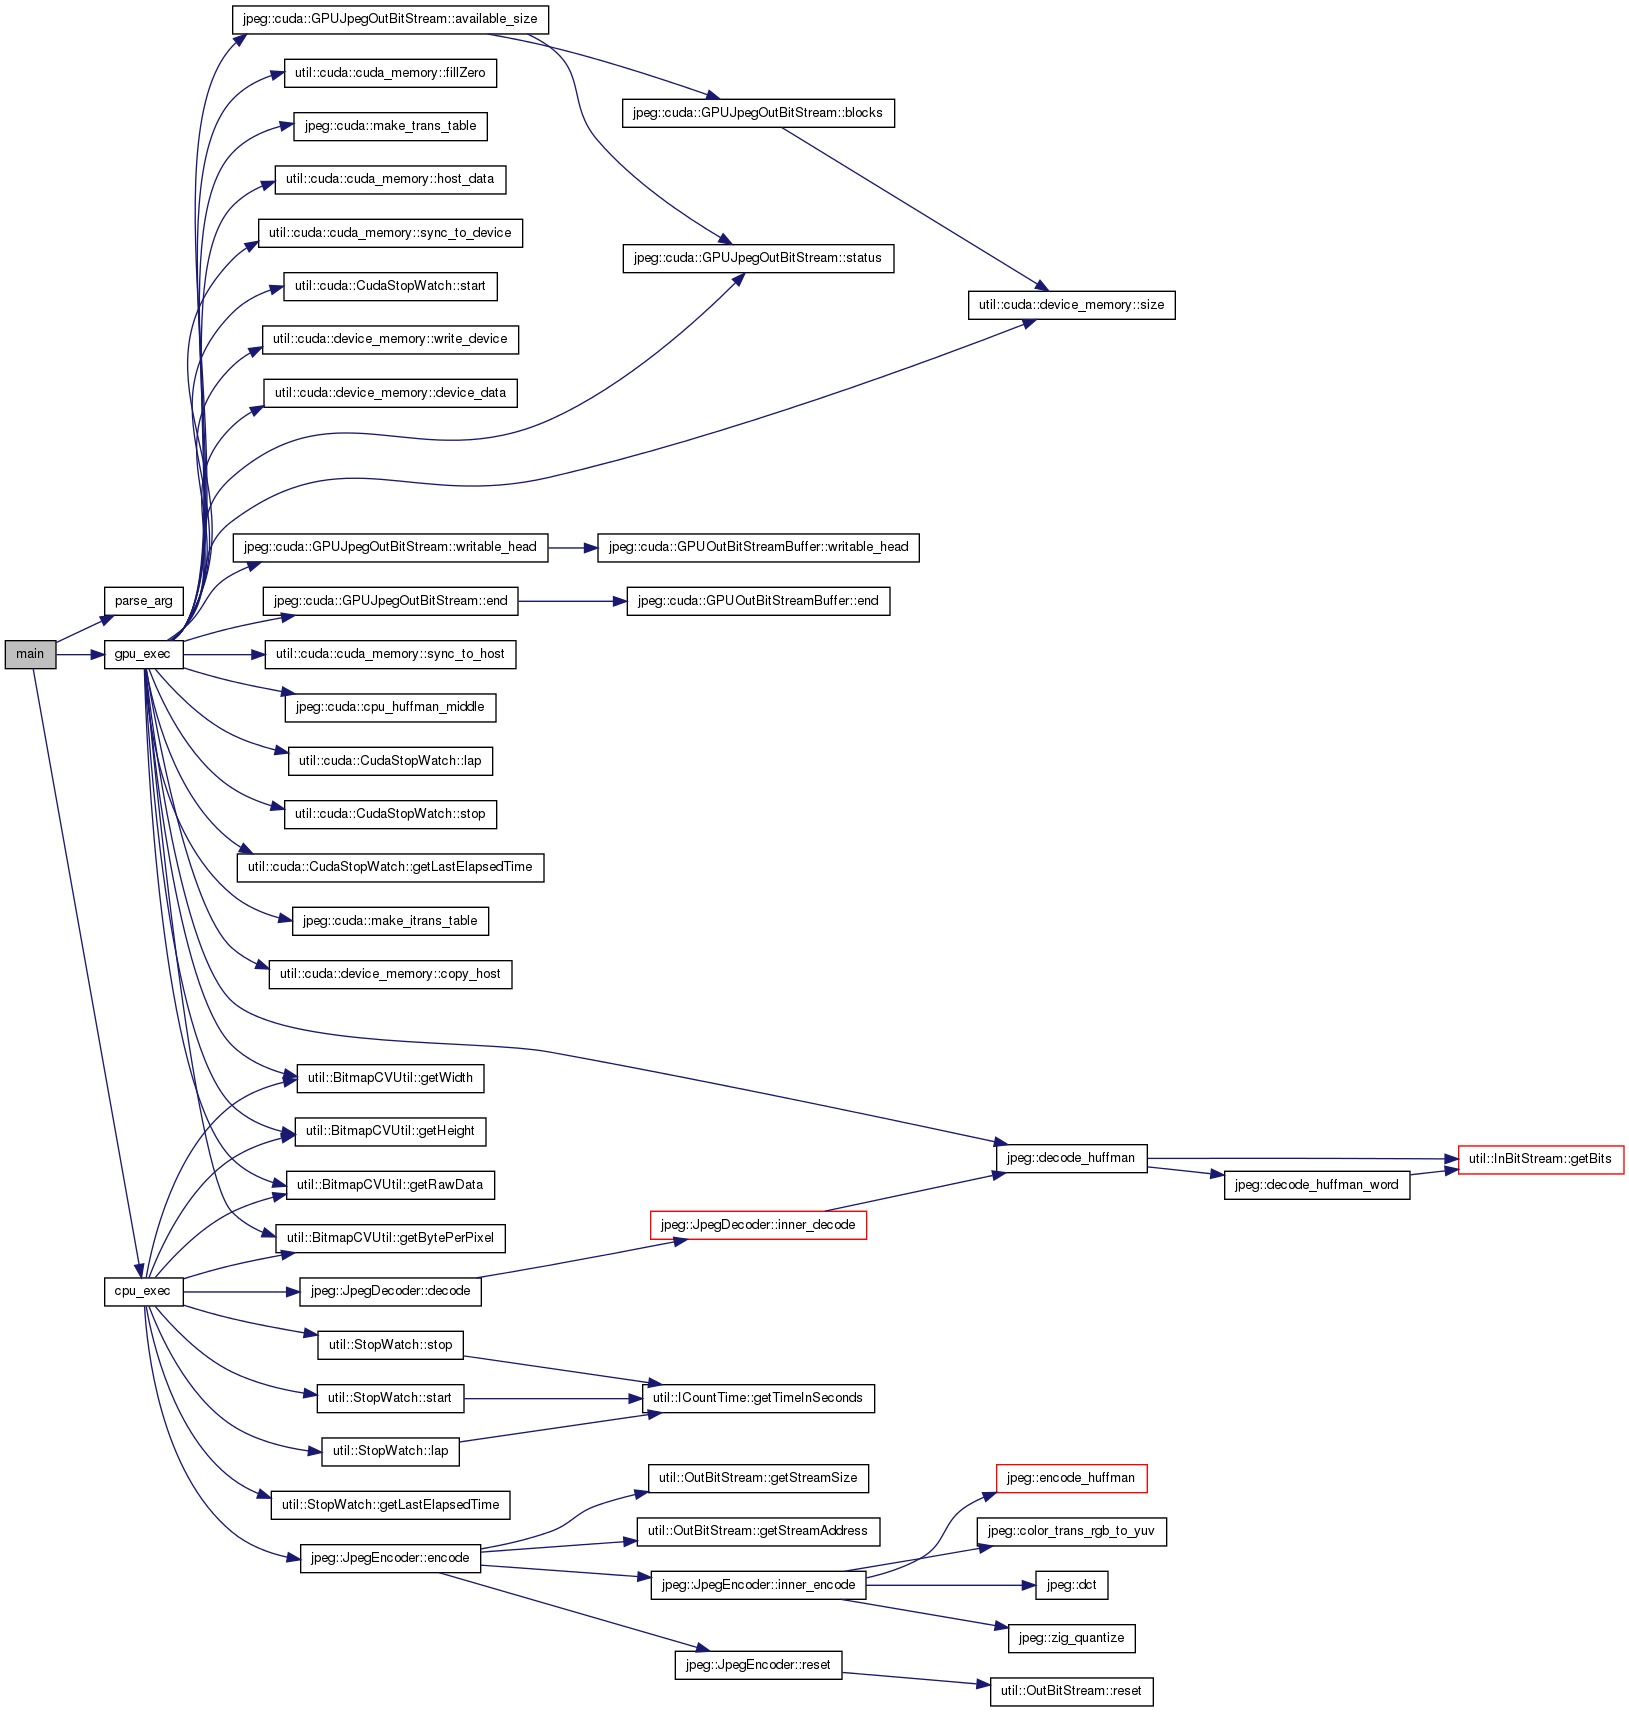 jpeg::cuda::GPUJpegOutBitStream::available_size
util::cuda::cuda_memory::fillZero
jpeg::cuda::GPUJpegOutBitStream::blocks
jpeg::cuda::make_trans_table
util::cuda::cuda_memory::host_data
util::cuda::cuda_memory::sync_to_device
jpeg::cuda::GPUJpegOutBitStream::status
util::cuda::CudaStopWatch::start
util::cuda::device_memory::size
util::cuda::device_memory::write_device
util::cuda::device_memory::device_data
jpeg::cuda::GPUJpegOutBitStream::writable_head
jpeg::cuda::GPUOutBitStreamBuffer::writable_head
parse_arg
jpeg::cuda::GPUJpegOutBitStream::end
jpeg::cuda::GPUOutBitStreamBuffer::end
main
gpu_exec
util::cuda::cuda_memory::sync_to_host
jpeg::cuda::cpu_huffman_middle
util::cuda::CudaStopWatch::lap
util::cuda::CudaStopWatch::stop
util::cuda::CudaStopWatch::getLastElapsedTime
jpeg::cuda::make_itrans_table
util::cuda::device_memory::copy_host
util::BitmapCVUtil::getWidth
util::BitmapCVUtil::getHeight
jpeg::decode_huffman
util::InBitStream::getBits
util::BitmapCVUtil::getRawData
jpeg::decode_huffman_word
jpeg::JpegDecoder::inner_decode
util::BitmapCVUtil::getBytePerPixel
cpu_exec
jpeg::JpegDecoder::decode
util::StopWatch::stop
util::StopWatch::start
util::ICountTime::getTimeInSeconds
util::StopWatch::lap
util::OutBitStream::getStreamSize
jpeg::encode_huffman
util::StopWatch::getLastElapsedTime
util::OutBitStream::getStreamAddress
jpeg::color_trans_rgb_to_yuv
jpeg::JpegEncoder::encode
jpeg::JpegEncoder::inner_encode
jpeg::dct
jpeg::zig_quantize
jpeg::JpegEncoder::reset
util::OutBitStream::reset